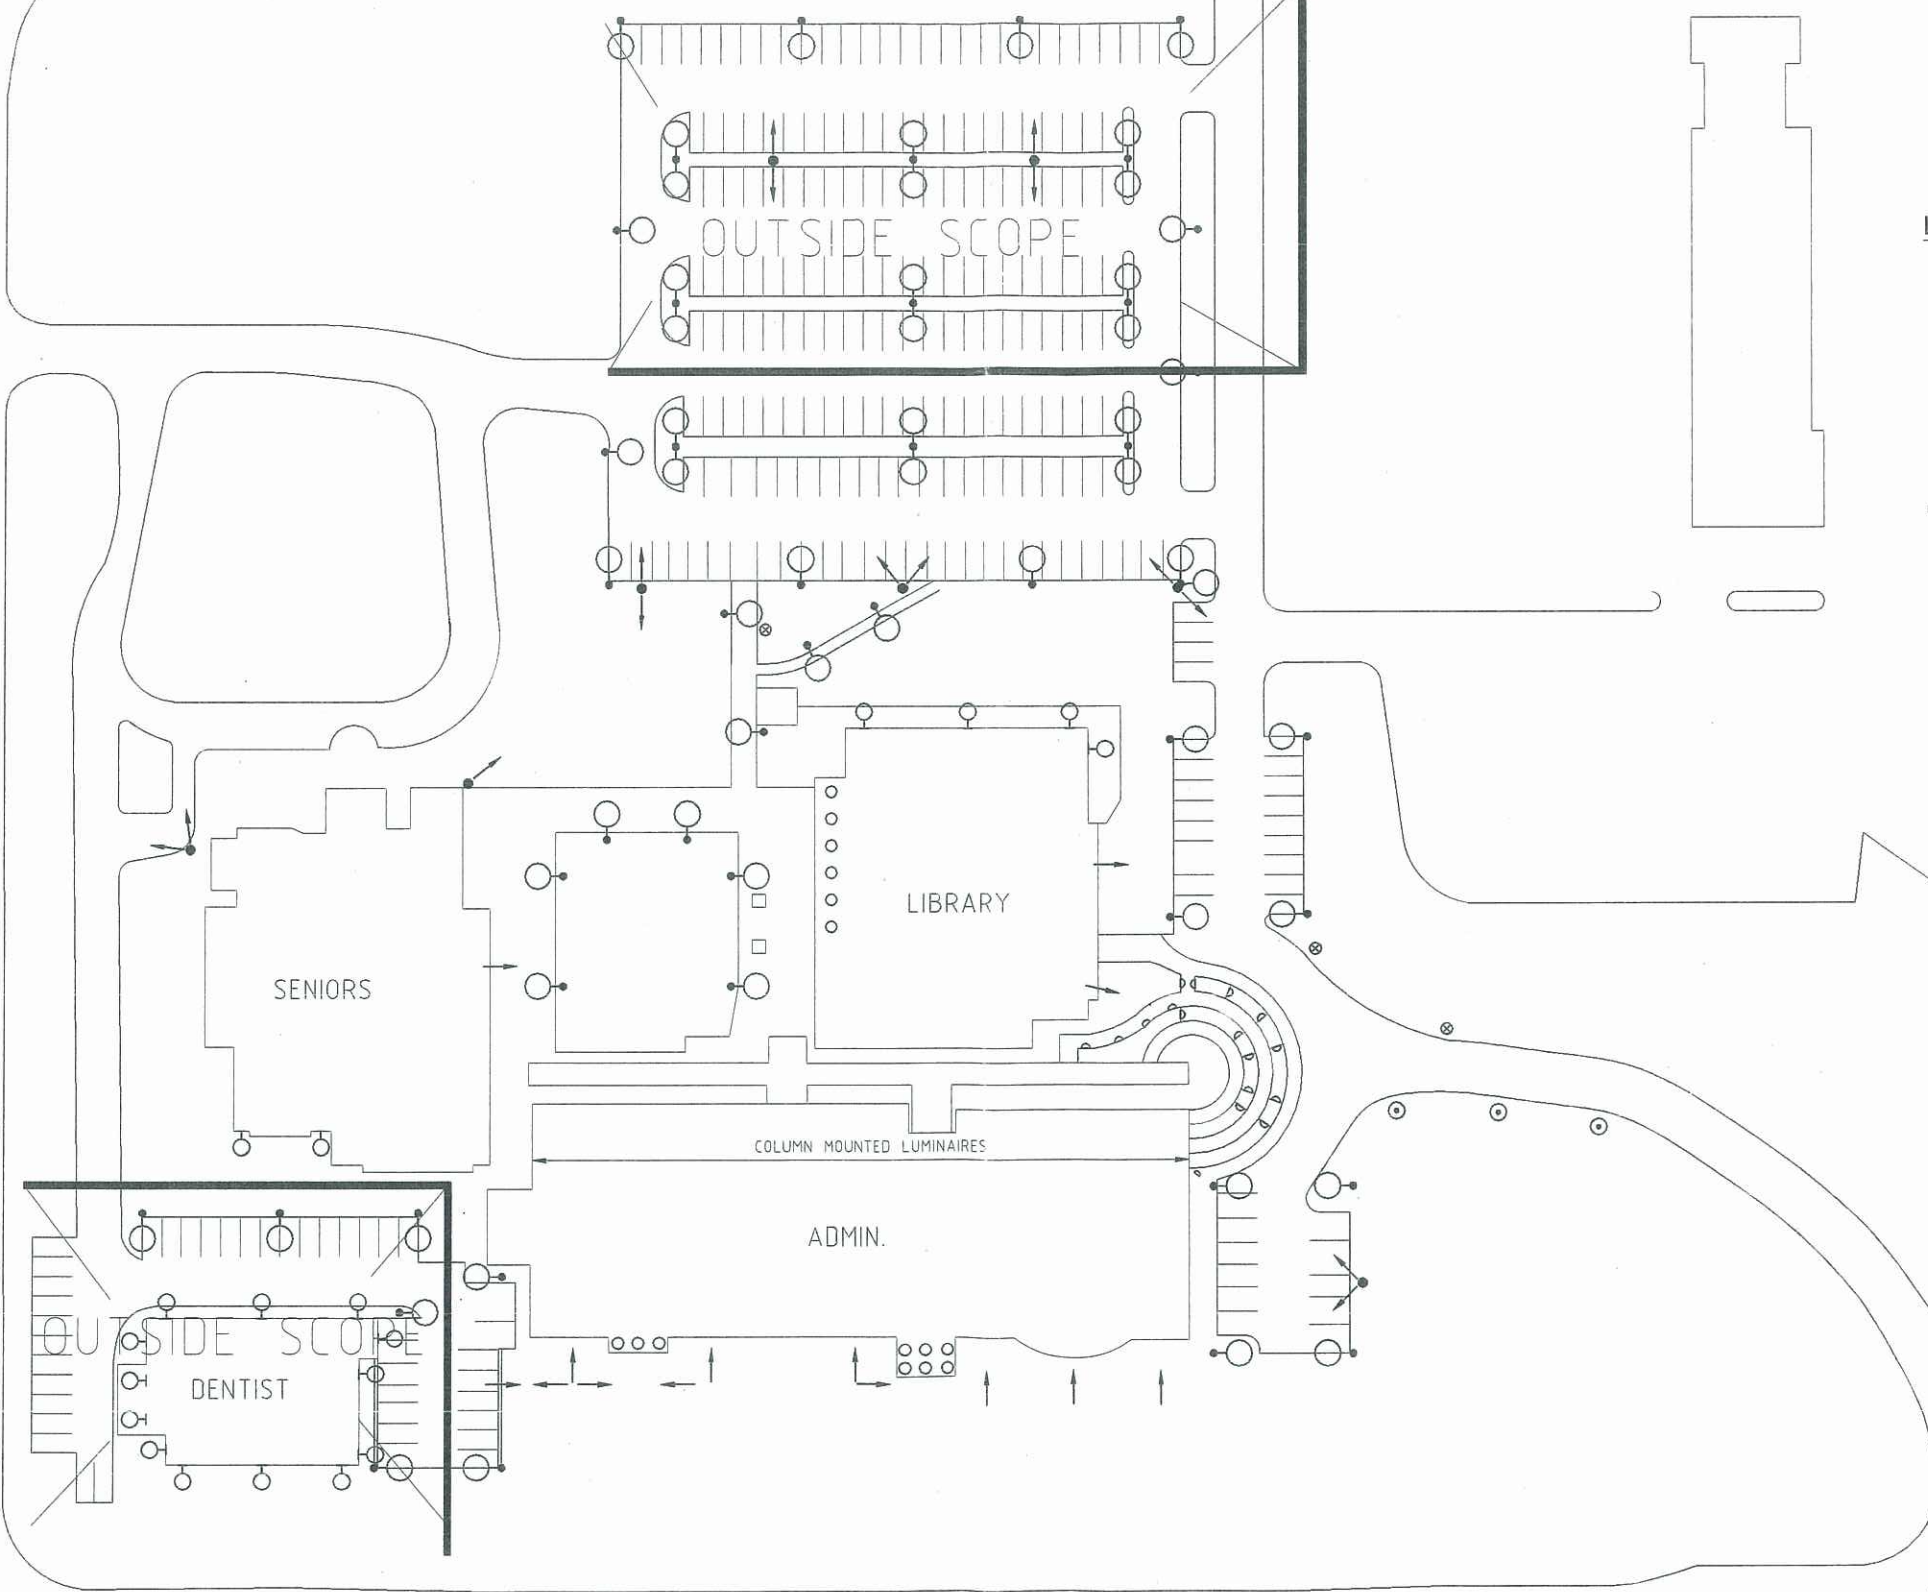 OUTSIDE SCOPE
LIBRARY
SENIORS
COLUMN MOUNTED LUMINAIRES
ADMIN.
OUTSIDE SCOPE
DENTIST